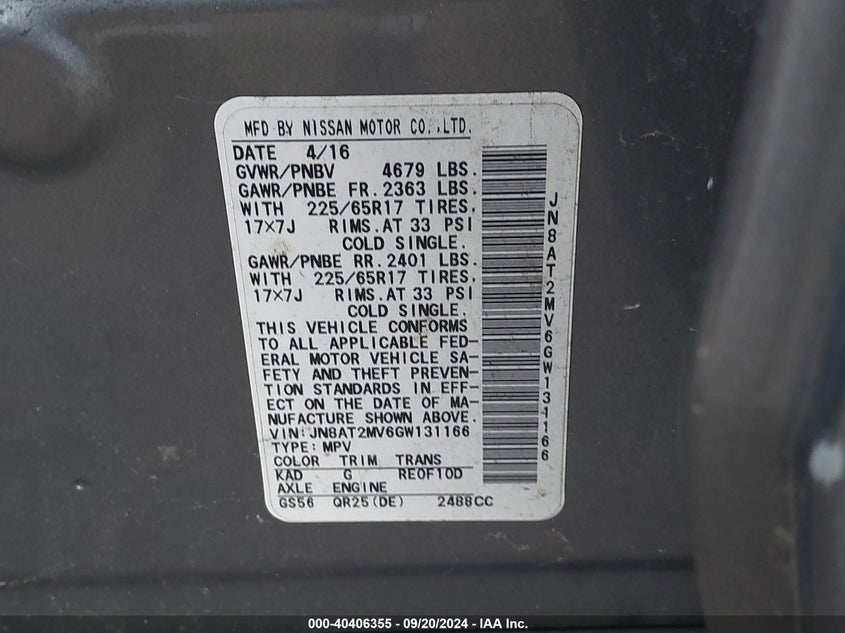 MFD BY NISSAN MOTOR CO.,LTD.
DATE 4/16
GVWR/PNBV 4679 LBS.
GAWR/PNBE FR. 2363 LBS.
WITH 225/65R17 TIRES,
17×7J RIMS.AT 33 PSI
COLD SINGLE.
GAWR/PNBE RR. 2401 LBS.
WITH 225/65R17 TIRES,
17×7J RIMS.AT 33 PSI
COLD SINGLE.
THIS VEHICLE CONFORMS
TO ALL APPLICABLE FED-
ERAL MOTOR VEHICLE SA-
FETY AND THEFT PREVEN-
TION STANDARDS IN EFF-
ECT ON THE DATE OF MA-
NUFACTURE SHOWN ABOVE.
VIN: JN8AT2MV6GW131166
TYPE: MPV
COLOR TRIM TRANS
KAD G RE0F10D
AXLE ENGINE
GS56 QR25(DE) 2488CC
JN8AT2MV6GW131166
000-40406355 - 09/20/2024 - IAA Inc.